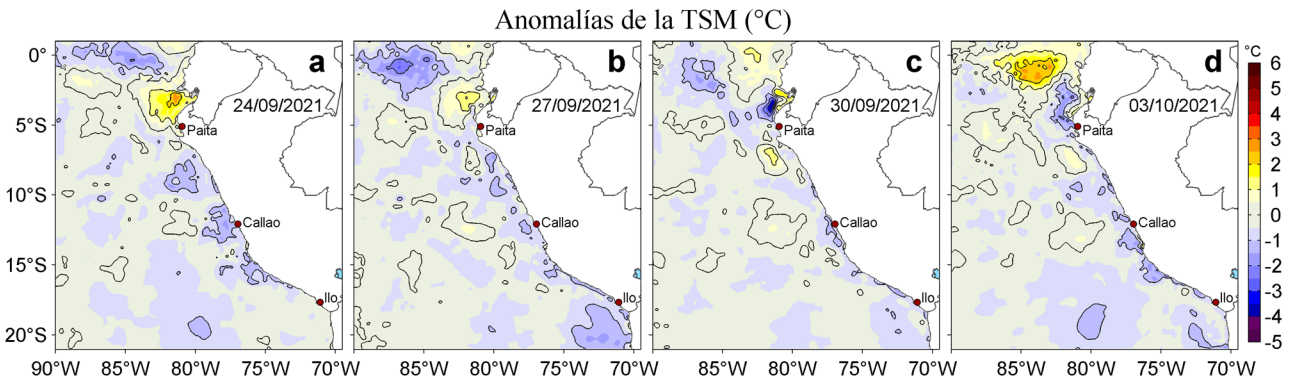 Anomalías de la TSM (°C)
a
24/09/2021
Paita
Callao
Ilo
b
27/09/2021
Paita
Callao
Ilo
c
30/09/2021
Paita
Callao
Ilo
d
03/10/2021
Paita
Callao
Ilo
0°
5°S
10°S
15°S
20°S
90°W 85°W 80°W 75°W 70°W
85°W 80°W 75°W 70°W
85°W 80°W 75°W 70°W
85°W 80°W 75°W 70°W
°C
6
5
4
3
2
1
0
-1
-2
-3
-4
-5